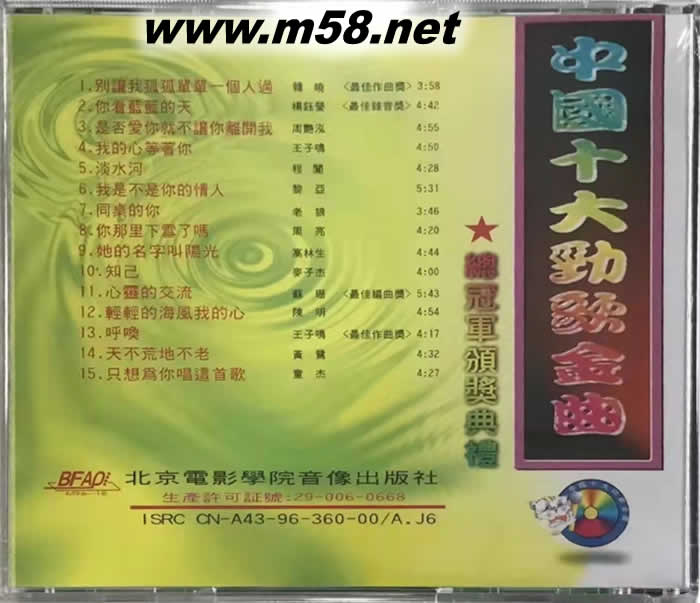 www.m58.net
中國十大勁歌金曲
★總冠軍頒獎典禮
1.別讓我孤孤單單一個人過 韓曉 <最佳作曲獎> 3:58
2.你看藍藍的天 楊鈺瑩 <最佳錄音獎> 4:42
3.是否愛你就不讓你離開我 周艷泓 4:55
4.我的心等著你 王子鳴 4:50
5.淡水河 程闖 4:28
6.我是不是你的情人 黎亞 5:31
7.同桌的你 老狼 3:46
8.你那里下雪了嗎 周亮 4:20
9.她的名字叫陽光 高林生 4:44
10.知己 麥子杰 4:00
11.心靈的交流 蘇珊 <最佳編曲獎> 5:43
12.輕輕的海風我的心 陳明 4:54
13.呼喚 王子鳴 <最佳作曲獎> 4:17
14.天不荒地不老 黃鷺 4:32
15.只想爲你唱這首歌 童杰 4:27
BFAD
北京電影學院音像出版社
生產許可証號:29-006-0668
ISRC CN-A43-96-360-00/A.J6